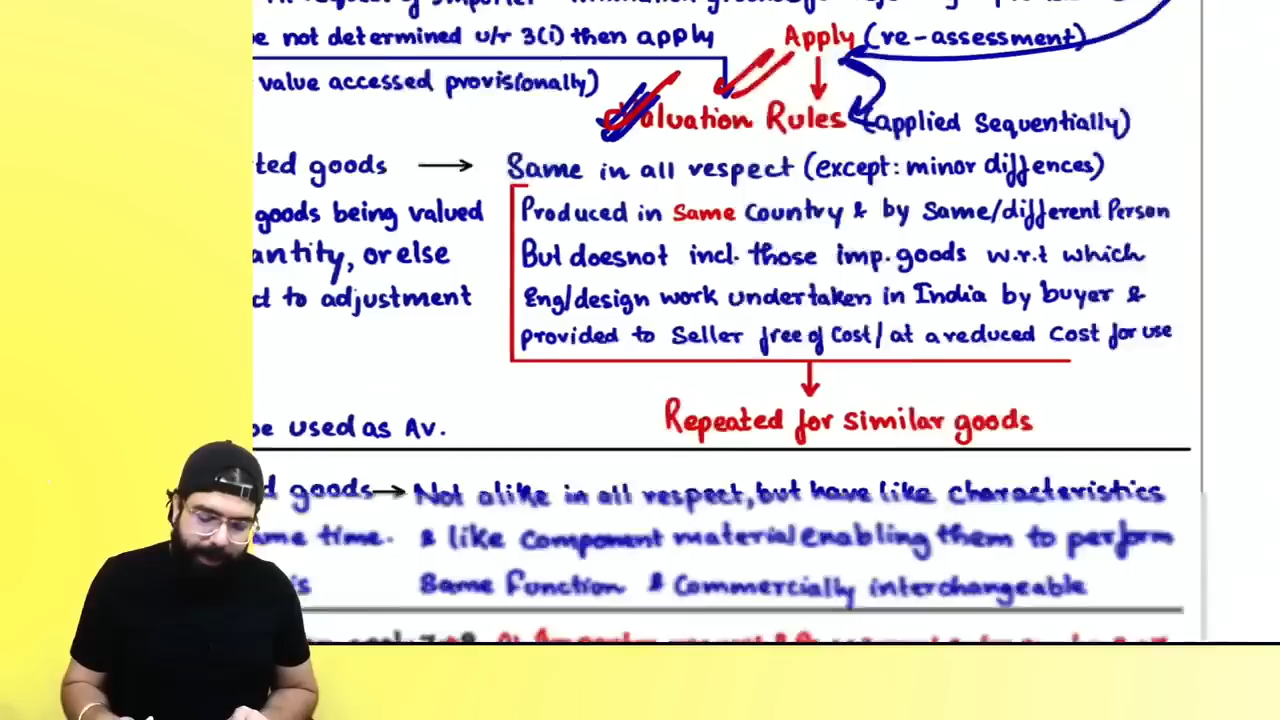 be not determined u/r 3(i) then apply
Apply (re-assessment)
value accessed provisionally)
Valuation Rules (applied Sequentially)
ted goods → Same in all respect (except: minor diffences)
goods being valued
Produced in Same Country & by Same/different Person
antity, or else
But doesnot incl. those imp. goods w.r.t which
d to adjustment
Eng/design work undertaken in India by buyer &
provided to Seller free of Cost/ at a reduced Cost for use
Repeated for similar goods
be used as Av.
d goods → Not alike in all respect, but have like characteristics
ame time. & like component material enabling them to perform
is Same function & Commercially interchangeable